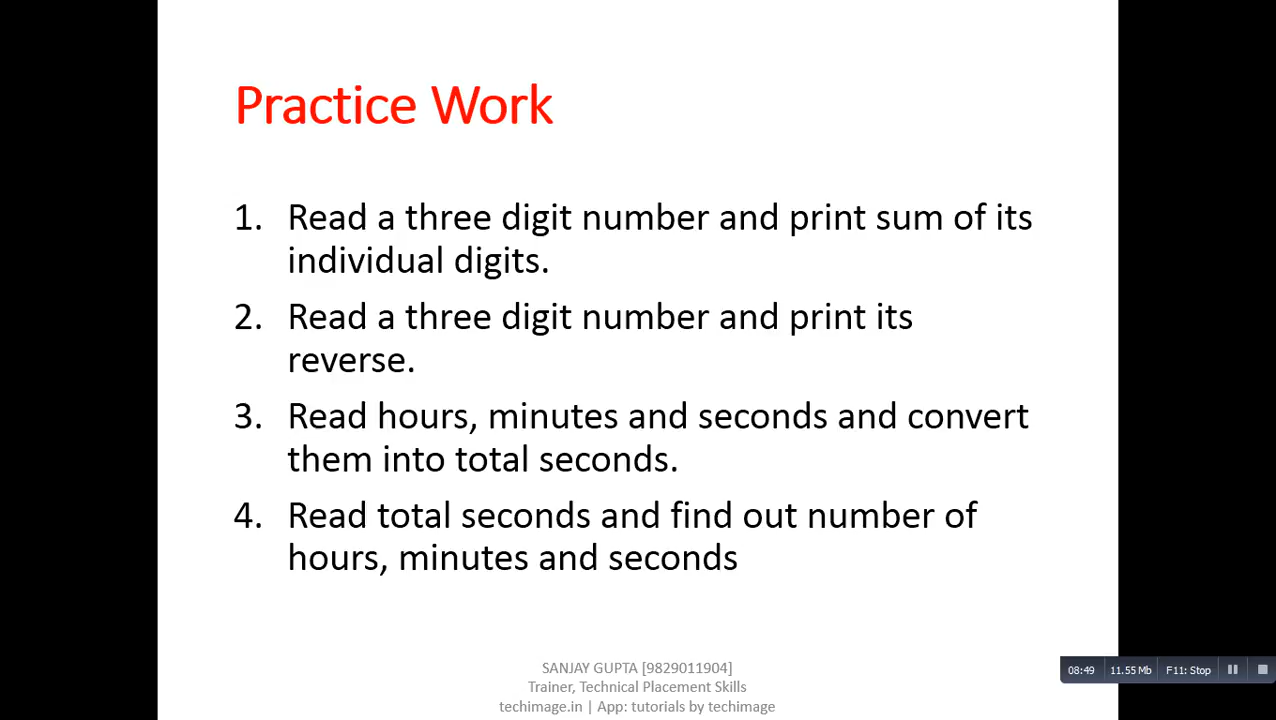 Practice Work
1. Read a three digit number and print sum of its
individual digits.
2. Read a three digit number and print its
reverse.
3. Read hours, minutes and seconds and convert
them into total seconds.
4. Read total seconds and find out number of
hours, minutes and seconds
SANJAY GUPTA [9829011904]
Trainer, Technical Placement Skills
techimage.in | App: tutorials by techimage
08:49 11.55 Mb F11: Stop